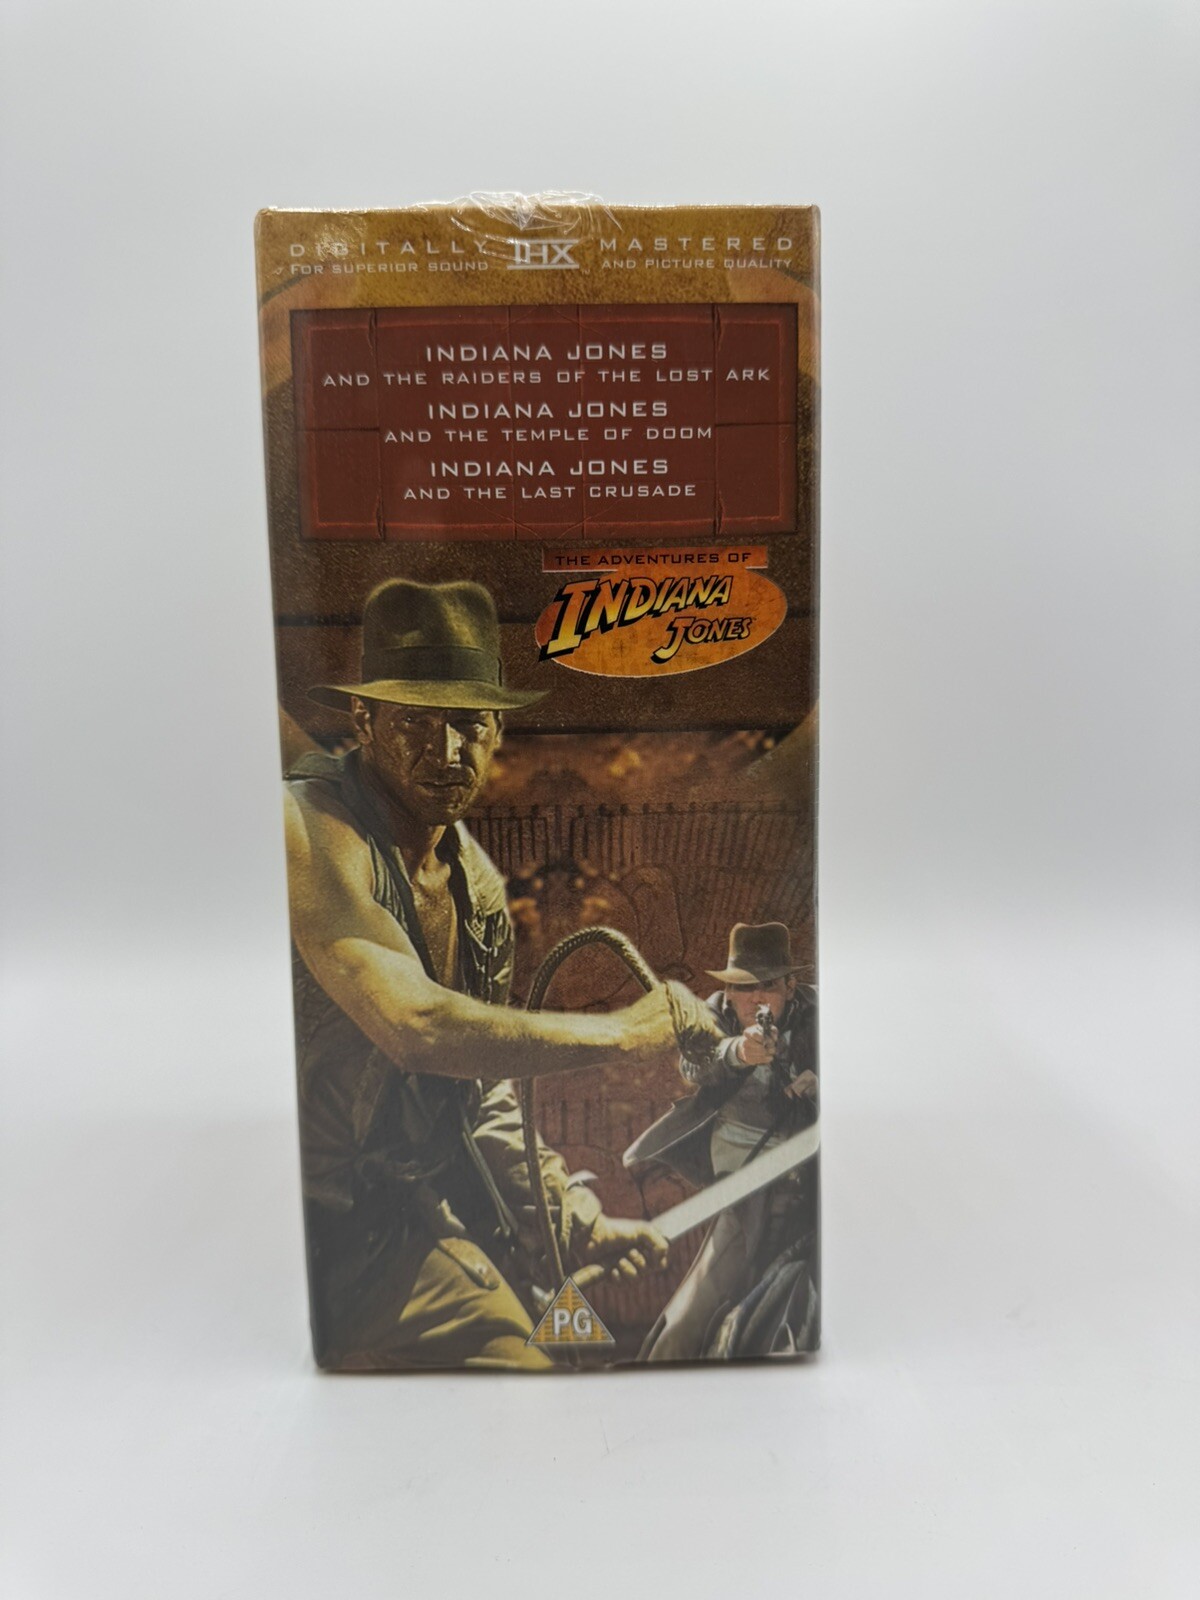 DIGITALLY THX MASTERED
FOR SUPERIOR SOUND AND PICTURE QUALITY
INDIANA JONES
AND THE RAIDERS OF THE LOST ARK
INDIANA JONES
AND THE TEMPLE OF DOOM
INDIANA JONES
AND THE LAST CRUSADE
THE ADVENTURES OF
INDIANA
JONES
PG